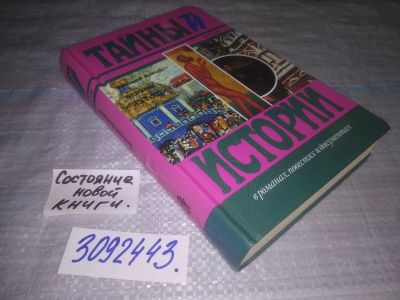 ТАЙНЫ
ИСТОРИИ
в романах, повестях и документах
Состояние
новой
книги.
3092443.